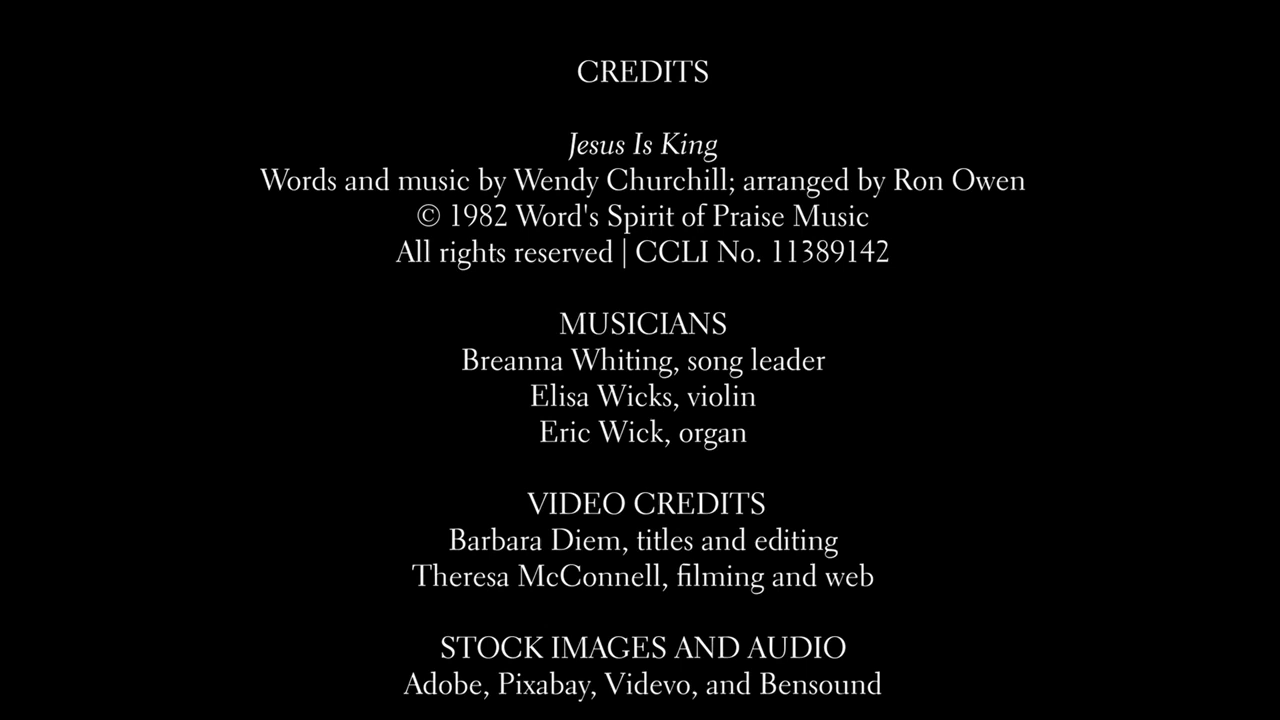 CREDITS
Jesus Is King
Words and music by Wendy Churchill; arranged by Ron Owen
© 1982 Word's Spirit of Praise Music
All rights reserved | CCLI No. 11389142
MUSICIANS
Breanna Whiting, song leader
Elisa Wicks, violin
Eric Wick, organ
VIDEO CREDITS
Barbara Diem, titles and editing
Theresa McConnell, filming and web
STOCK IMAGES AND AUDIO
Adobe, Pixabay, Videvo, and Bensound